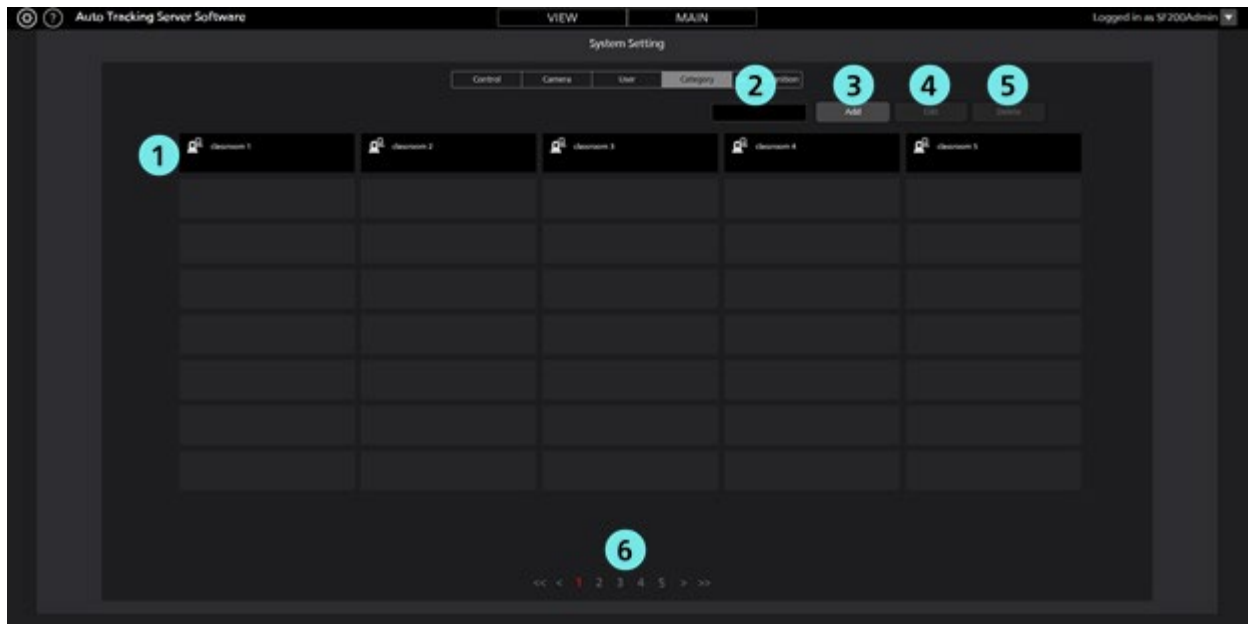 ? Auto Tracking Server Software VIEW MAIN Logged in as SF200Admin
System Setting
Control Camera User Category
2 3 4 5
Add Edit Delete
1 classroom 1 classroom 2 classroom 3 classroom 4 classroom 5
6
<< < 1 2 3 4 5 > >>